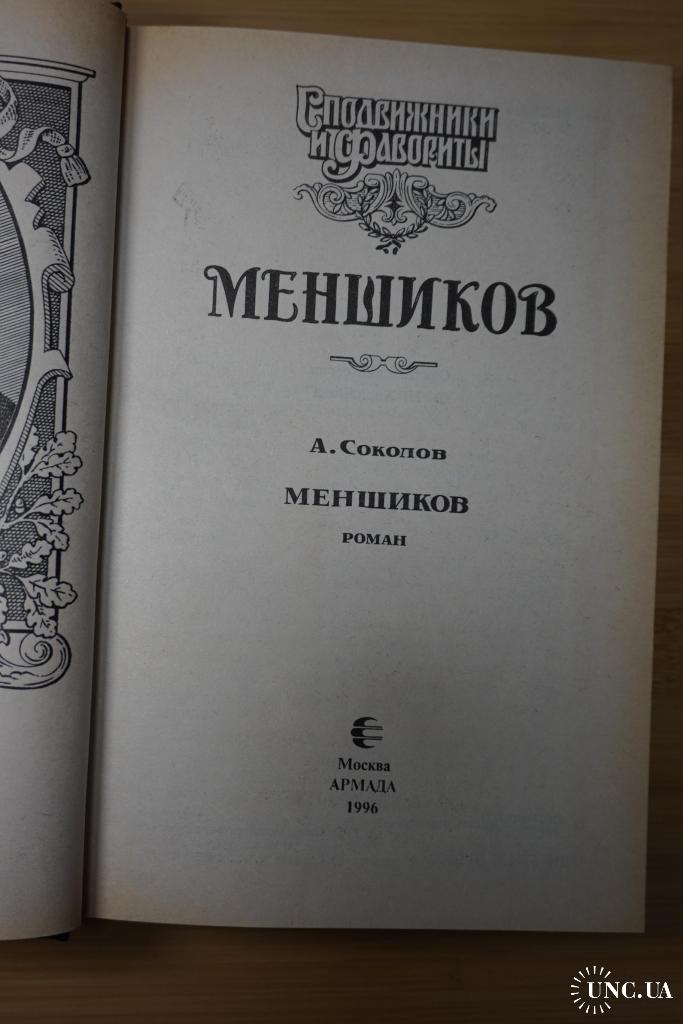 Сподвижники
и Фавориты
МЕНШИКОВ
А. Соколов
МЕНШИКОВ
РОМАН
Москва
АРМАДА
1996
UNC.UA